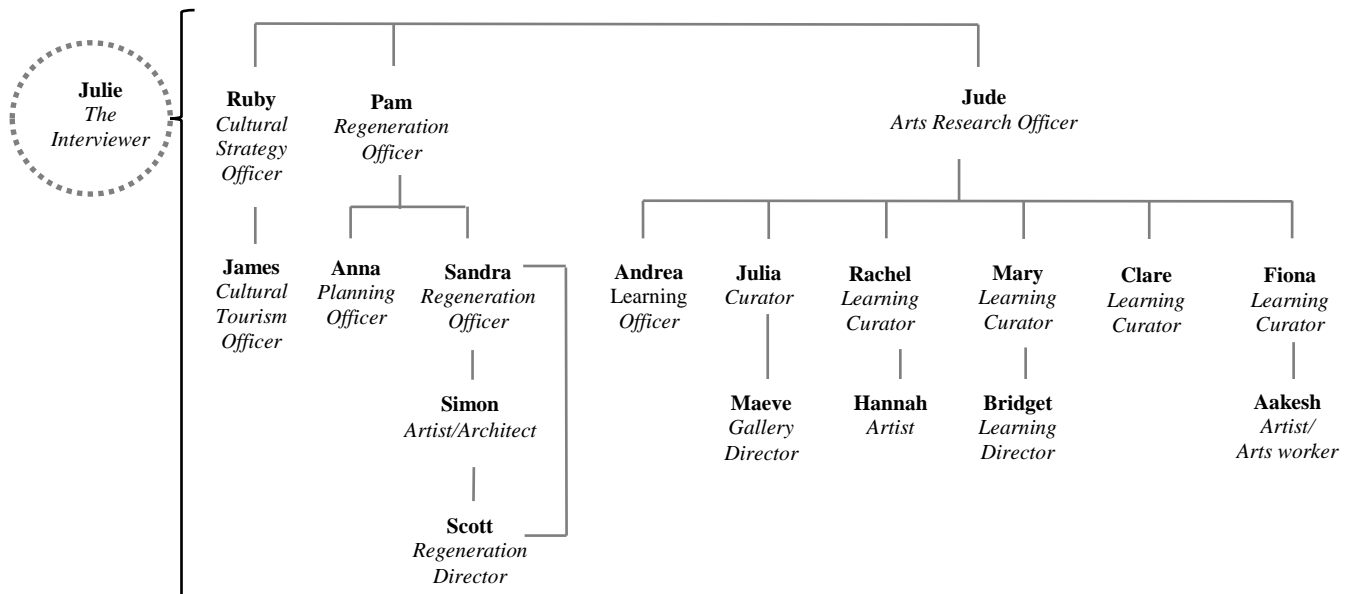 Julie
The
Interviewer
Ruby
Cultural
Strategy
Officer
Pam
Regeneration
Officer
Jude
Arts Research Officer
James
Cultural
Tourism
Officer
Anna
Planning
Officer
Sandra
Regeneration
Officer
Andrea
Learning
Officer
Julia
Curator
Rachel
Learning
Curator
Mary
Learning
Curator
Clare
Learning
Curator
Fiona
Learning
Curator
Simon
Artist/Architect
Maeve
Gallery
Director
Hannah
Artist
Bridget
Learning
Director
Aakesh
Artist/
Arts worker
Scott
Regeneration
Director